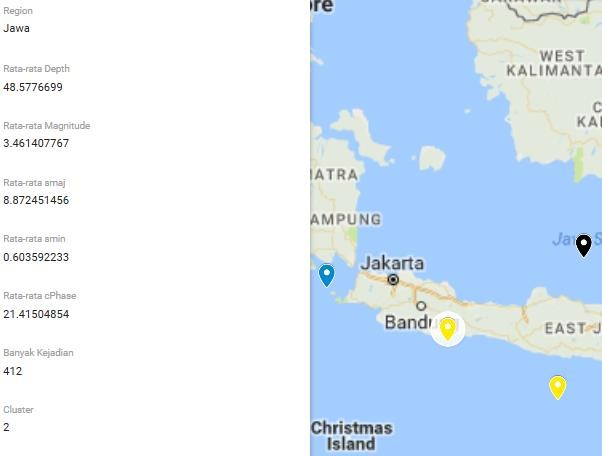 Region
Jawa
Rata-rata Depth
48.5776699
Rata-rata Magnitude
3.461407767
Rata-rata smaj
8.872451456
Rata-rata smin
0.603592233
Rata-rata cPhase
21.41504854
Banyak Kejadian
412
Cluster
2
ore
WEST
KALIMANTA
C
KAL
ATRA
AMPUNG
Jakarta
Band
EAST J
Christmas
Island